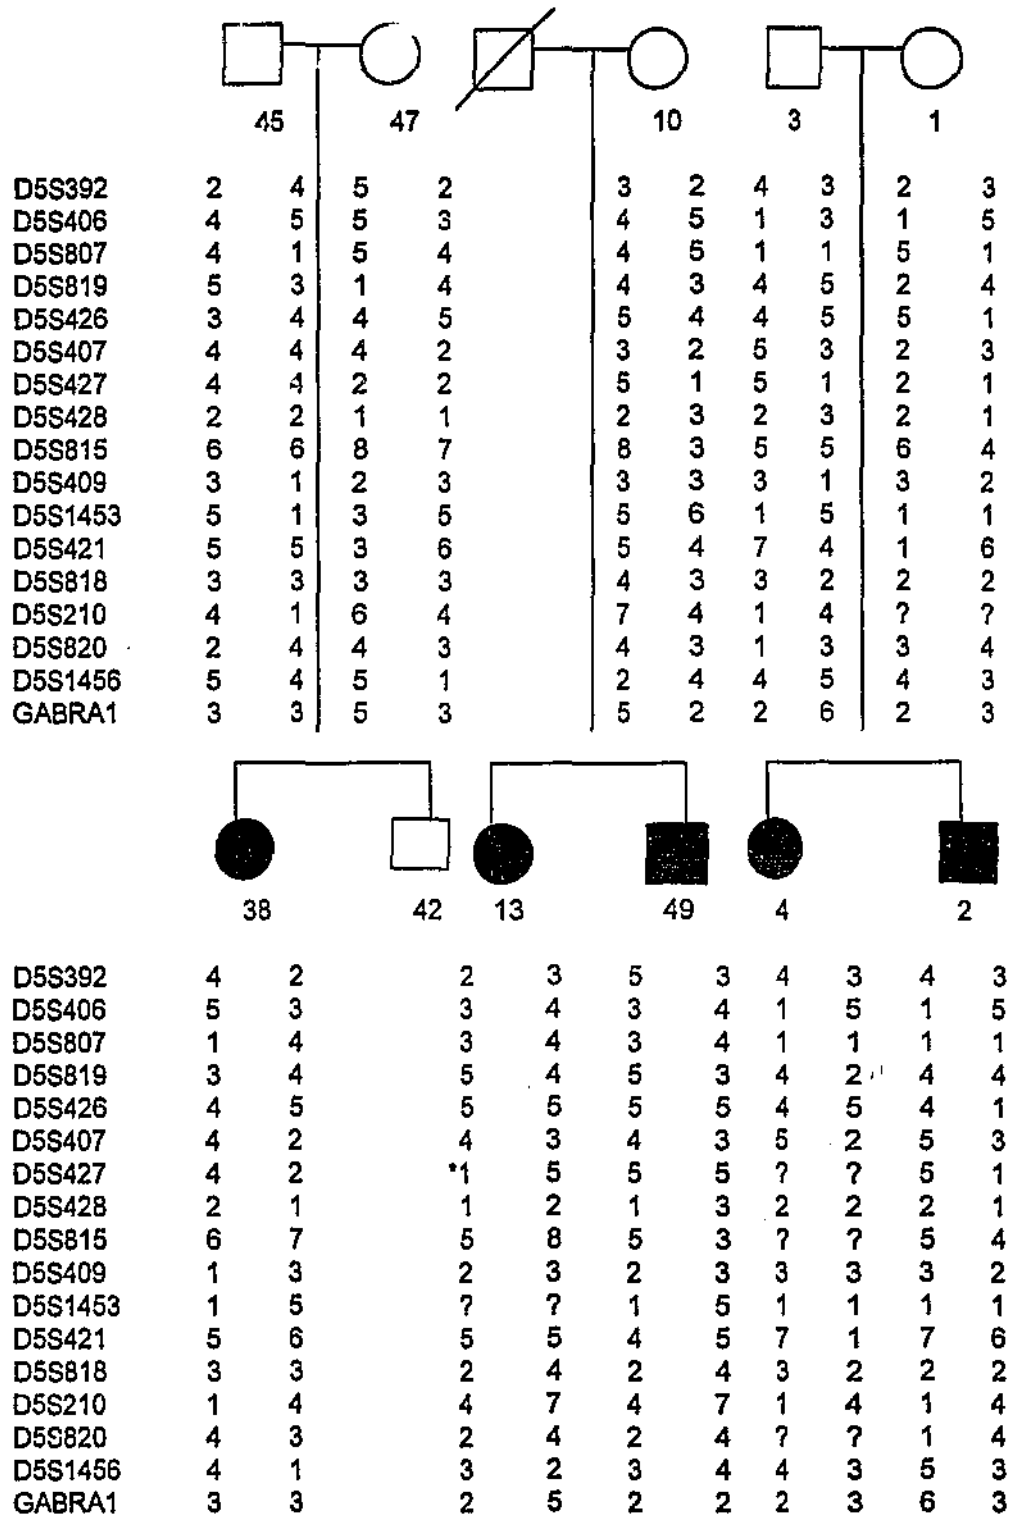 45 47 10 3 1
D5S392 2 4 5 2 3 2 4 3 2 3
D5S406 4 5 5 3 4 5 1 3 1 5
D5S807 4 1 5 4 4 5 1 1 5 1
D5S819 5 3 1 4 4 3 4 5 2 4
D5S426 3 4 4 5 5 4 4 5 5 1
D5S407 4 4 4 2 3 2 5 3 2 3
D5S427 4 4 2 2 5 1 5 1 2 1
D5S428 2 2 1 1 2 3 2 3 2 1
D5S815 6 6 8 7 8 3 5 5 6 4
D5S409 3 1 2 3 3 3 3 1 3 2
D5S1453 5 1 3 5 5 6 1 5 1 1
D5S421 5 5 3 6 5 4 7 4 1 6
D5S818 3 3 3 3 4 3 3 2 2 2
D5S210 4 1 6 4 7 4 1 4 ? ?
D5S820 2 4 4 3 4 3 1 3 3 4
D5S1456 5 4 5 1 2 4 4 5 4 3
GABRA1 3 3 5 3 5 2 2 6 2 3
38 42 13 49 4 2
D5S392 4 2 2 3 5 3 4 3 4 3
D5S406 5 3 3 4 3 4 1 5 1 5
D5S807 1 4 3 4 3 4 1 1 1 1
D5S819 3 4 5 4 5 3 4 2 4 4
D5S426 4 5 5 5 5 5 4 5 4 1
D5S407 4 2 4 3 4 3 5 2 5 3
D5S427 4 2 *1 5 5 5 ? ? 5 1
D5S428 2 1 1 2 1 3 2 2 2 1
D5S815 6 7 5 8 5 3 ? ? 5 4
D5S409 1 3 2 3 2 3 3 3 3 2
D5S1453 1 5 ? ? 1 5 1 1 1 1
D5S421 5 6 5 5 4 5 7 1 7 6
D5S818 3 3 2 4 2 4 3 2 2 2
D5S210 1 4 4 7 4 7 1 4 1 4
D5S820 4 3 2 4 2 4 ? ? 1 4
D5S1456 4 1 3 2 3 4 4 3 5 3
GABRA1 3 3 2 5 2 2 2 3 6 3